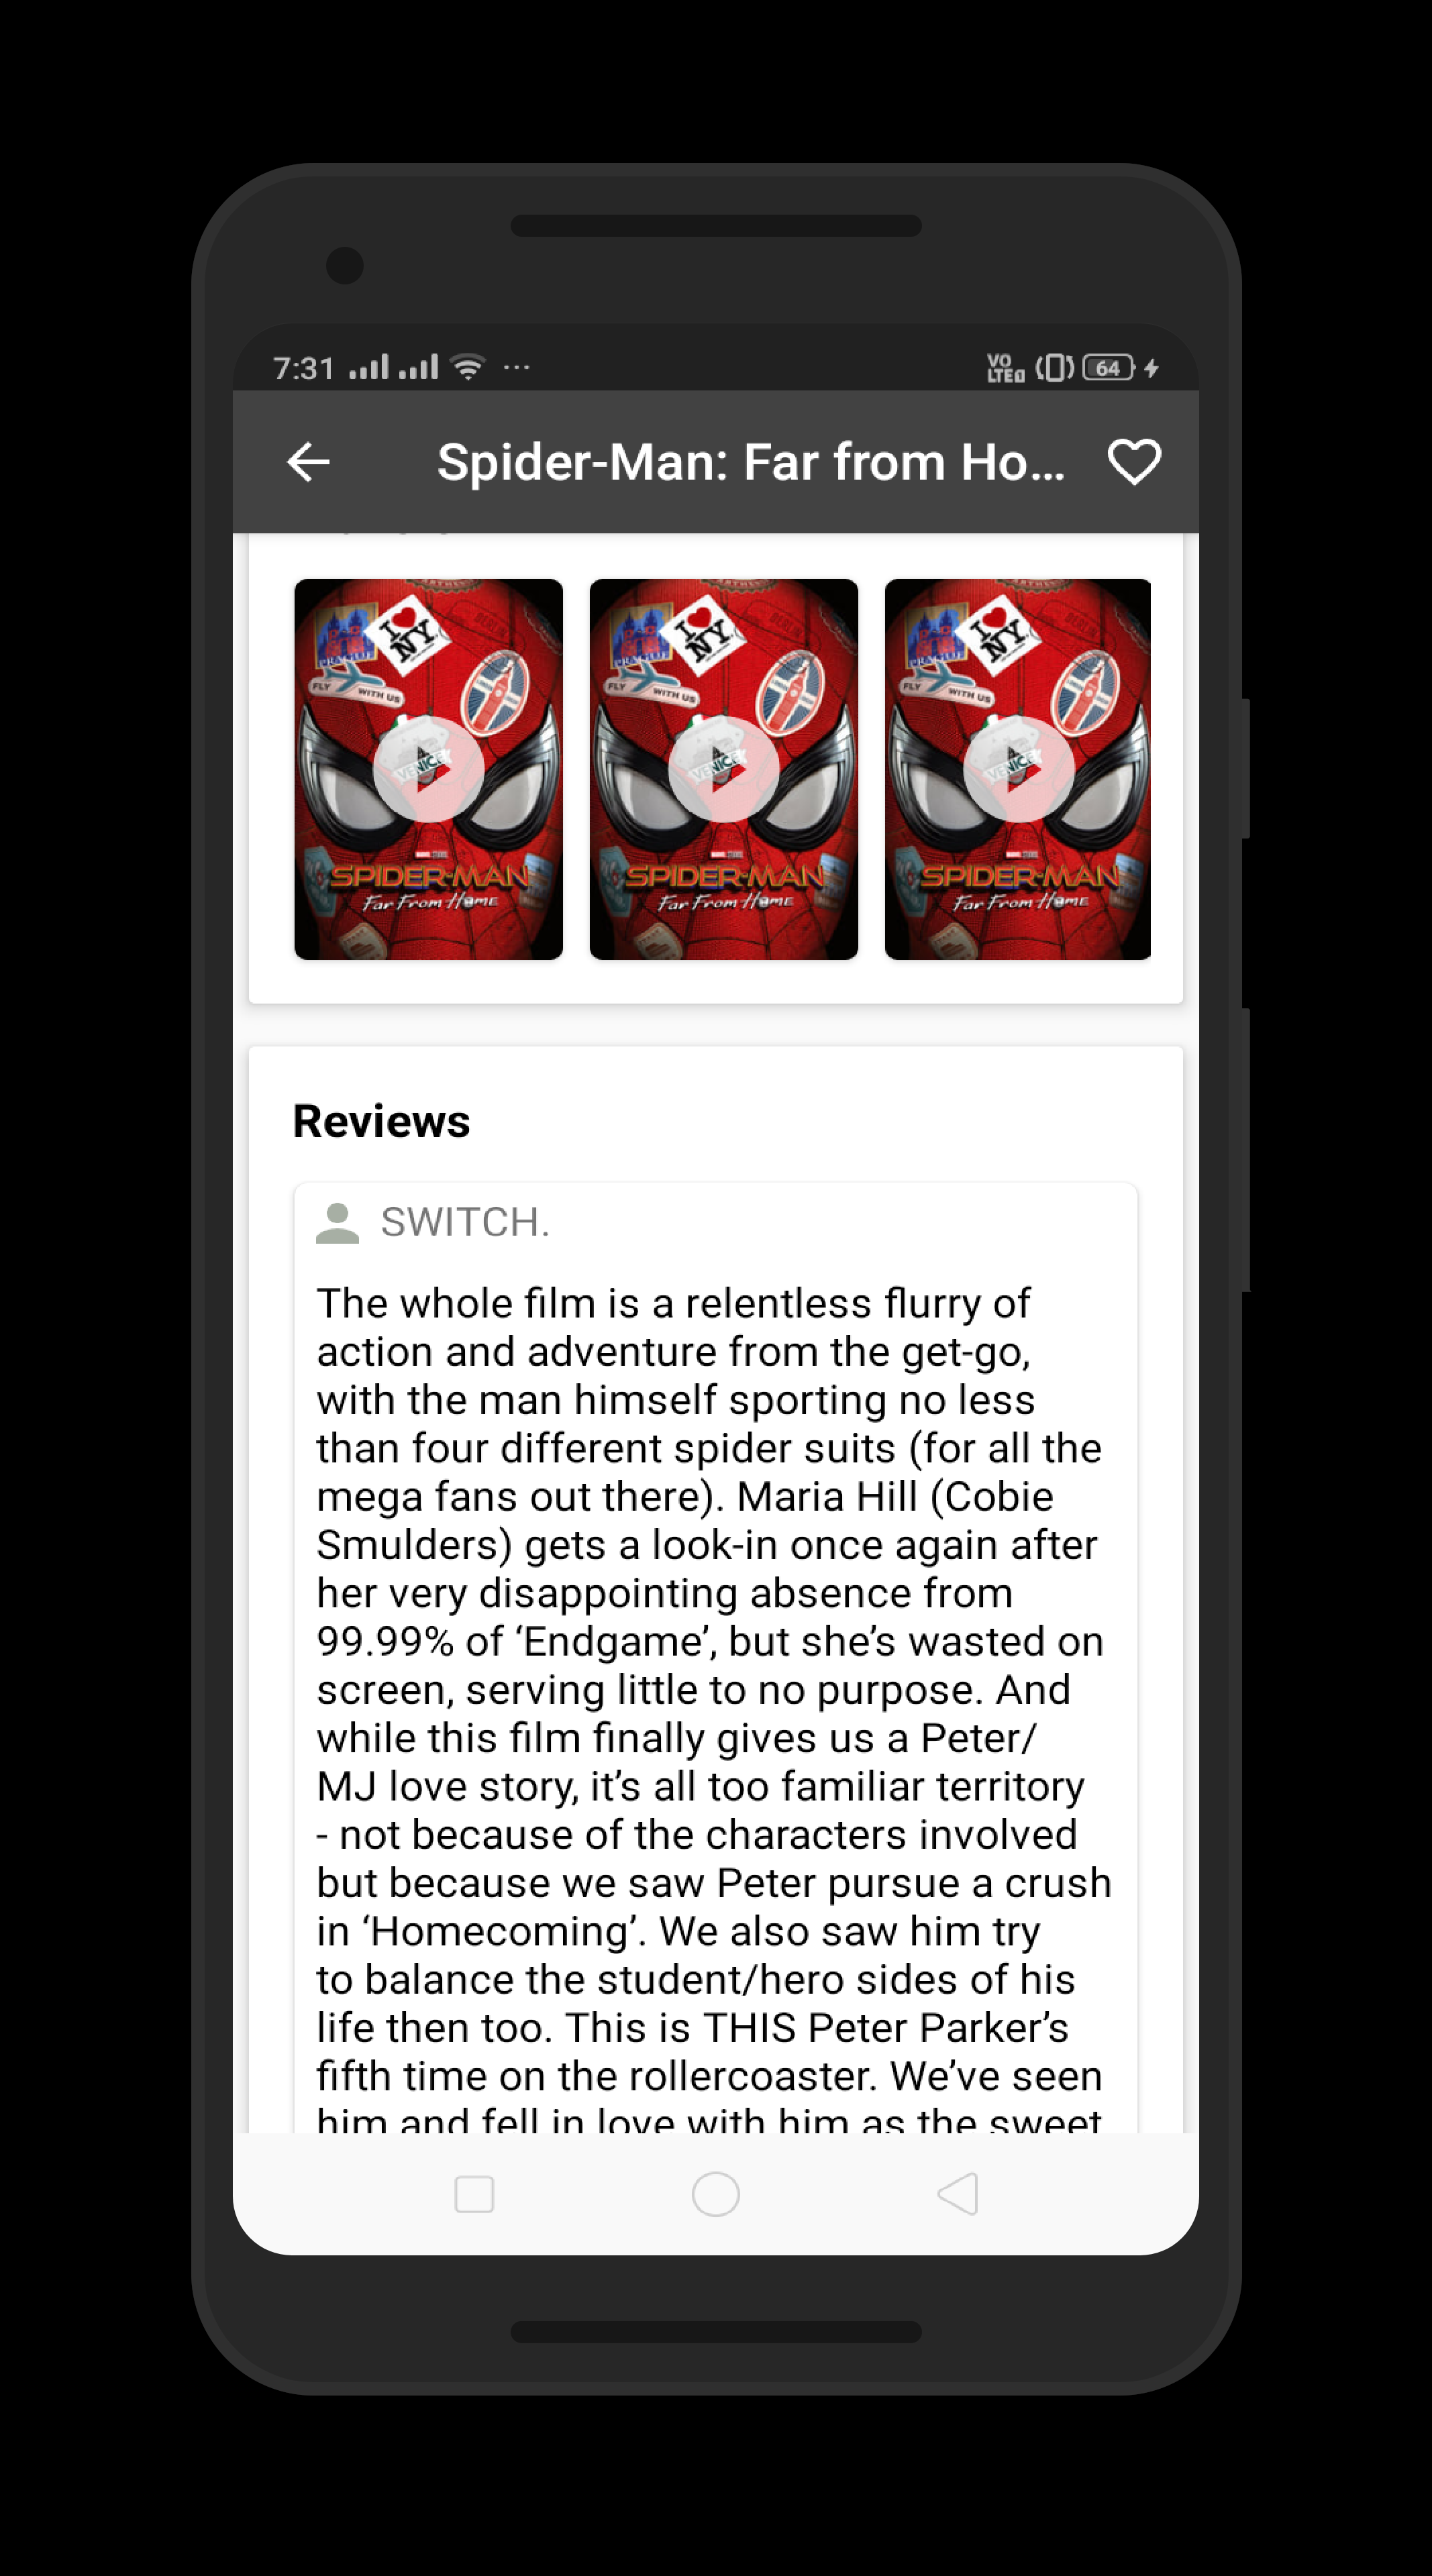 7:31
VO
LTE
64
Spider-Man: Far from Ho...
I
NY
PRAGUE
FLY WITH US
VENICE
SPIDER-MAN
Far From Home
I
NY
PRAGUE
FLY WITH US
VENICE
SPIDER-MAN
Far From Home
I
NY
PRAGUE
FLY WITH US
VENICE
SPIDER-MAN
Far From Home
Reviews
SWITCH.
The whole film is a relentless flurry of
action and adventure from the get-go,
with the man himself sporting no less
than four different spider suits (for all the
mega fans out there). Maria Hill (Cobie
Smulders) gets a look-in once again after
her very disappointing absence from
99.99% of ‘Endgame’, but she’s wasted on
screen, serving little to no purpose. And
while this film finally gives us a Peter/
MJ love story, it’s all too familiar territory
- not because of the characters involved
but because we saw Peter pursue a crush
in ‘Homecoming’. We also saw him try
to balance the student/hero sides of his
life then too. This is THIS Peter Parker’s
fifth time on the rollercoaster. We’ve seen
him and fell in love with him as the sweet